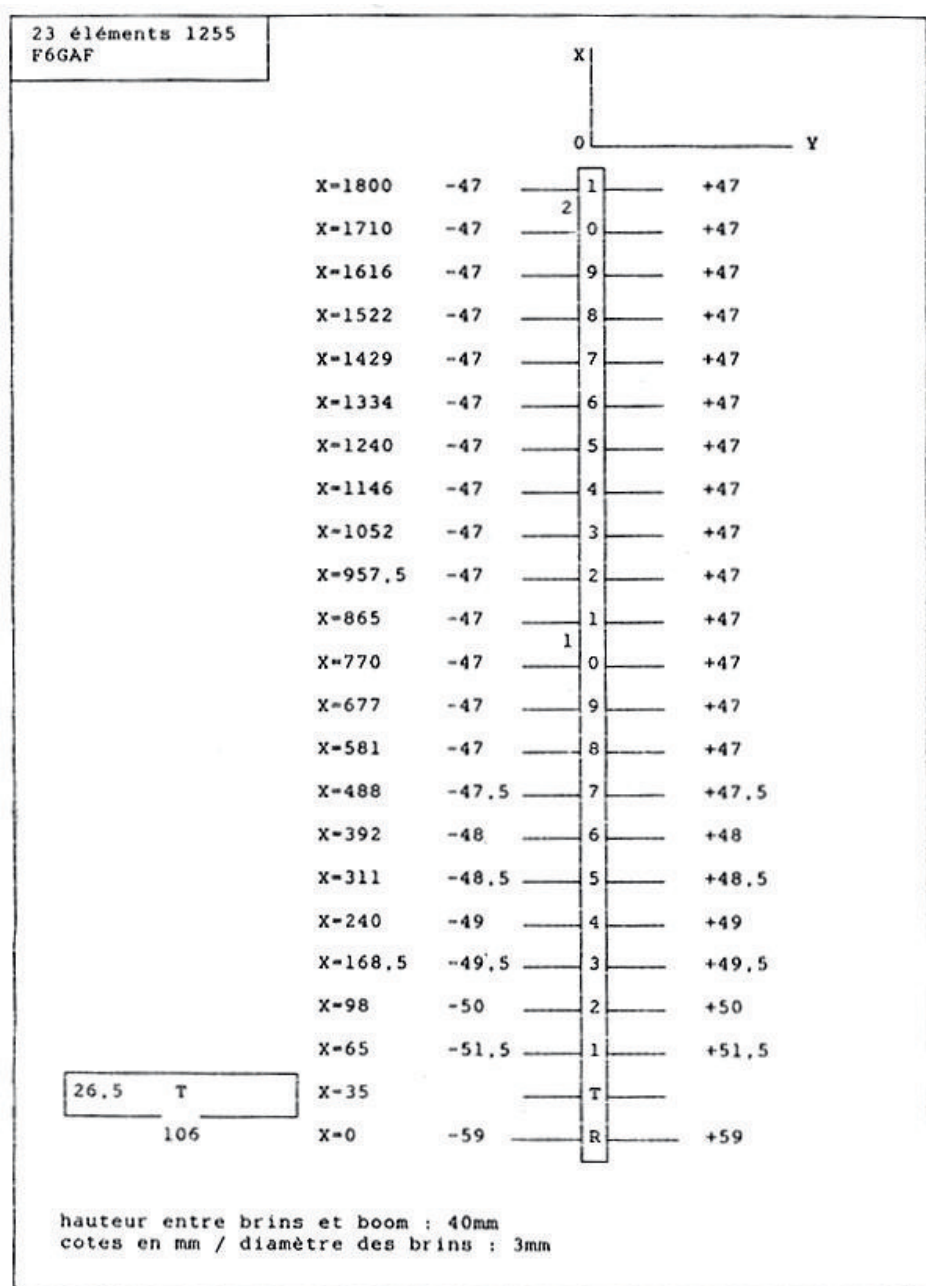 23 éléments 1255
F6GAF
X
O Y
X=1800 -47 1 +47
2
X=1710 -47 0 +47
X=1616 -47 9 +47
X=1522 -47 8 +47
X=1429 -47 7 +47
X=1334 -47 6 +47
X=1240 -47 5 +47
X=1146 -47 4 +47
X=1052 -47 3 +47
X=957,5 -47 2 +47
X=865 -47 1 +47
1
X=770 -47 0 +47
X=677 -47 9 +47
X=581 -47 8 +47
X=488 -47,5 7 +47,5
X=392 -48 6 +48
X=311 -48,5 5 +48,5
X=240 -49 4 +49
X=168,5 -49,5 3 +49,5
X=98 -50 2 +50
X=65 -51,5 1 +51,5
26,5 T X=35 T
106 X=0 -59 R +59
hauteur entre brins et boom : 40mm
cotes en mm / diamètre des brins : 3mm